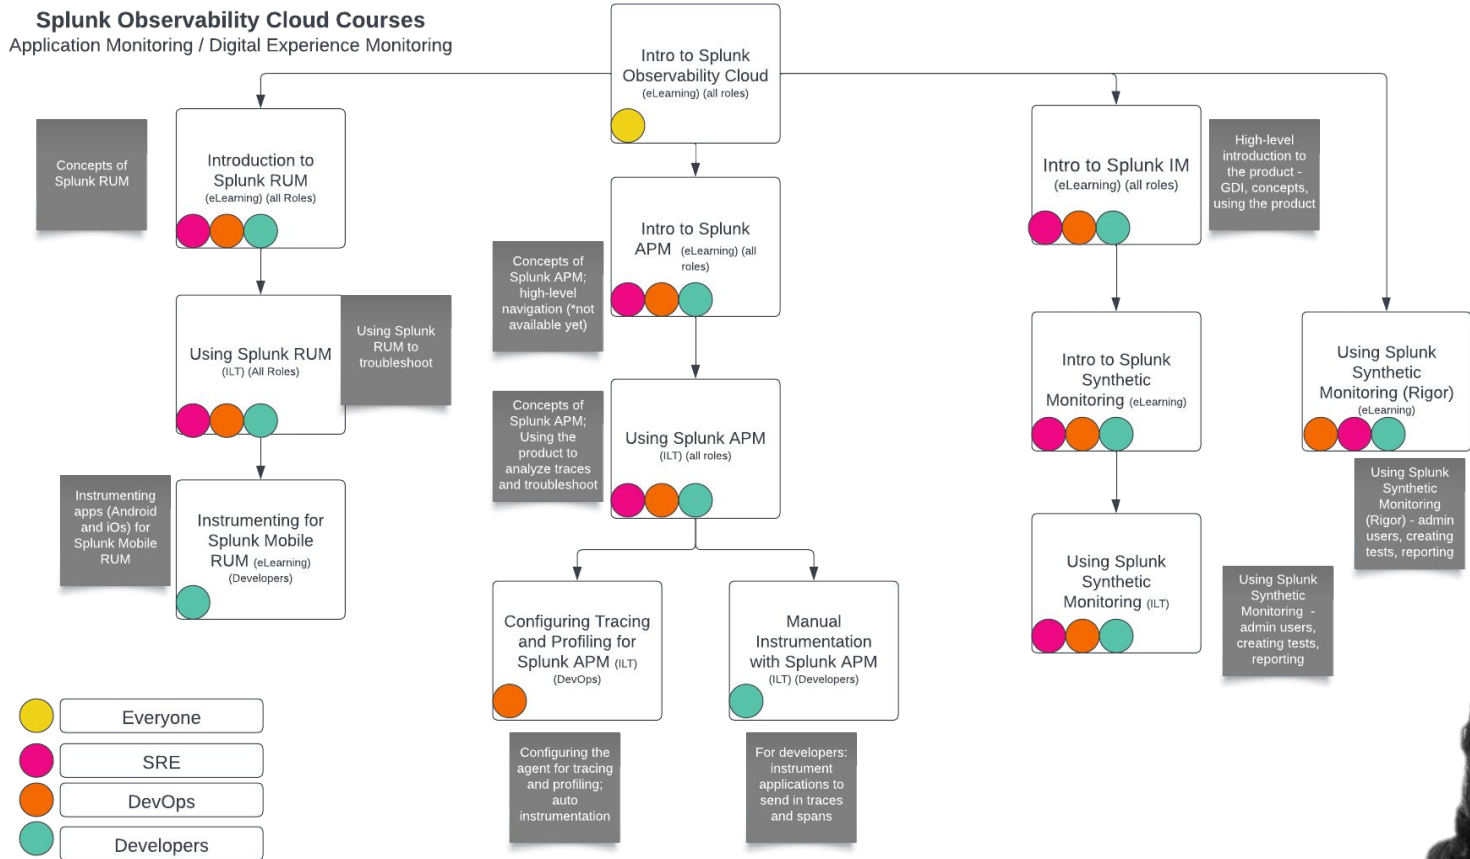 Splunk Observability Cloud Courses
Application Monitoring / Digital Experience Monitoring
Intro to Splunk
Observability Cloud
(eLearning) (all roles)
Concepts of
Splunk RUM
Introduction to
Splunk RUM
(eLearning) (all Roles)
Using Splunk RUM
(ILT) (All Roles)
Using Splunk
RUM to
troubleshoot
Instrumenting
apps (Android
and iOs) for
Splunk Mobile
RUM
Instrumenting for
Splunk Mobile
RUM (eLearning)
(Developers)
Intro to Splunk
APM (eLearning) (all
roles)
Concepts of
Splunk APM;
high-level
navigation (*not
available yet)
Concepts of
Splunk APM;
Using the
product to
analyze traces
and troubleshoot
Using Splunk APM
(ILT) (all roles)
Configuring Tracing
and Profiling for
Splunk APM (ILT)
(DevOps)
Configuring the
agent for tracing
and profiling;
auto
instrumentation
Manual
Instrumentation
with Splunk APM
(ILT) (Developers)
For developers:
instrument
applications to
send in traces
and spans
Intro to Splunk IM
(eLearning) (all roles)
High-level
introduction to
the product -
GDI, concepts,
using the product
Intro to Splunk
Synthetic
Monitoring (eLearning)
Using Splunk
Synthetic
Monitoring (ILT)
Using Splunk
Synthetic
Monitoring -
admin users,
creating tests,
reporting
Using Splunk
Synthetic
Monitoring (Rigor)
(eLearning)
Using Splunk
Synthetic
Monitoring
(Rigor) - admin
users, creating
tests, reporting
Everyone
SRE
DevOps
Developers